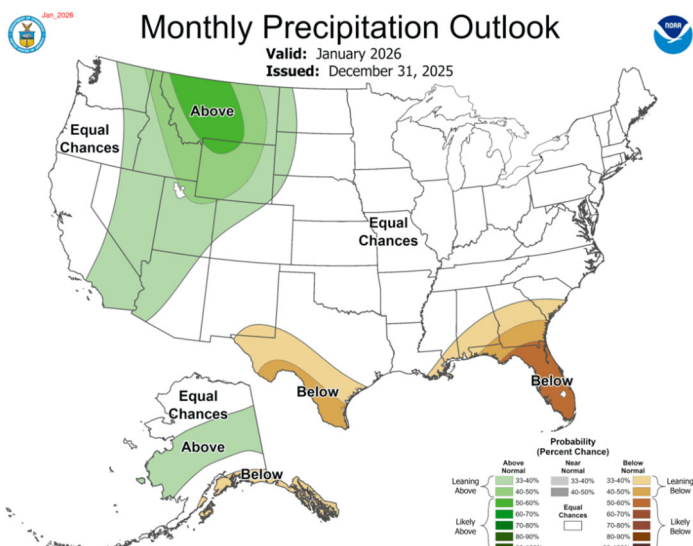 Jan_2026
Monthly Precipitation Outlook
NOAA
Valid: January 2026
Issued: December 31, 2025
Above
Equal
Chances
Equal
Chances
Below
Below
Equal
Chances
Above
Below
Probability
(Percent Chance)
Above
Normal
Near
Normal
Below
Normal
Leaning
Above
33-40%
40-50%
50-60%
60-70%
70-80%
80-90%
Likely
Above
33-40%
40-50%
Equal
Chances
33-40%
40-50%
50-60%
60-70%
70-80%
80-90%
Leaning
Below
Likely
Below